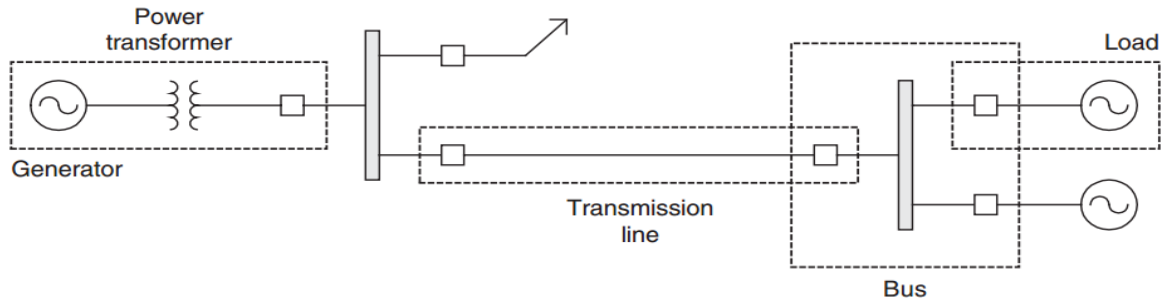 Power
transformer
Load
Generator
Transmission
line
Bus